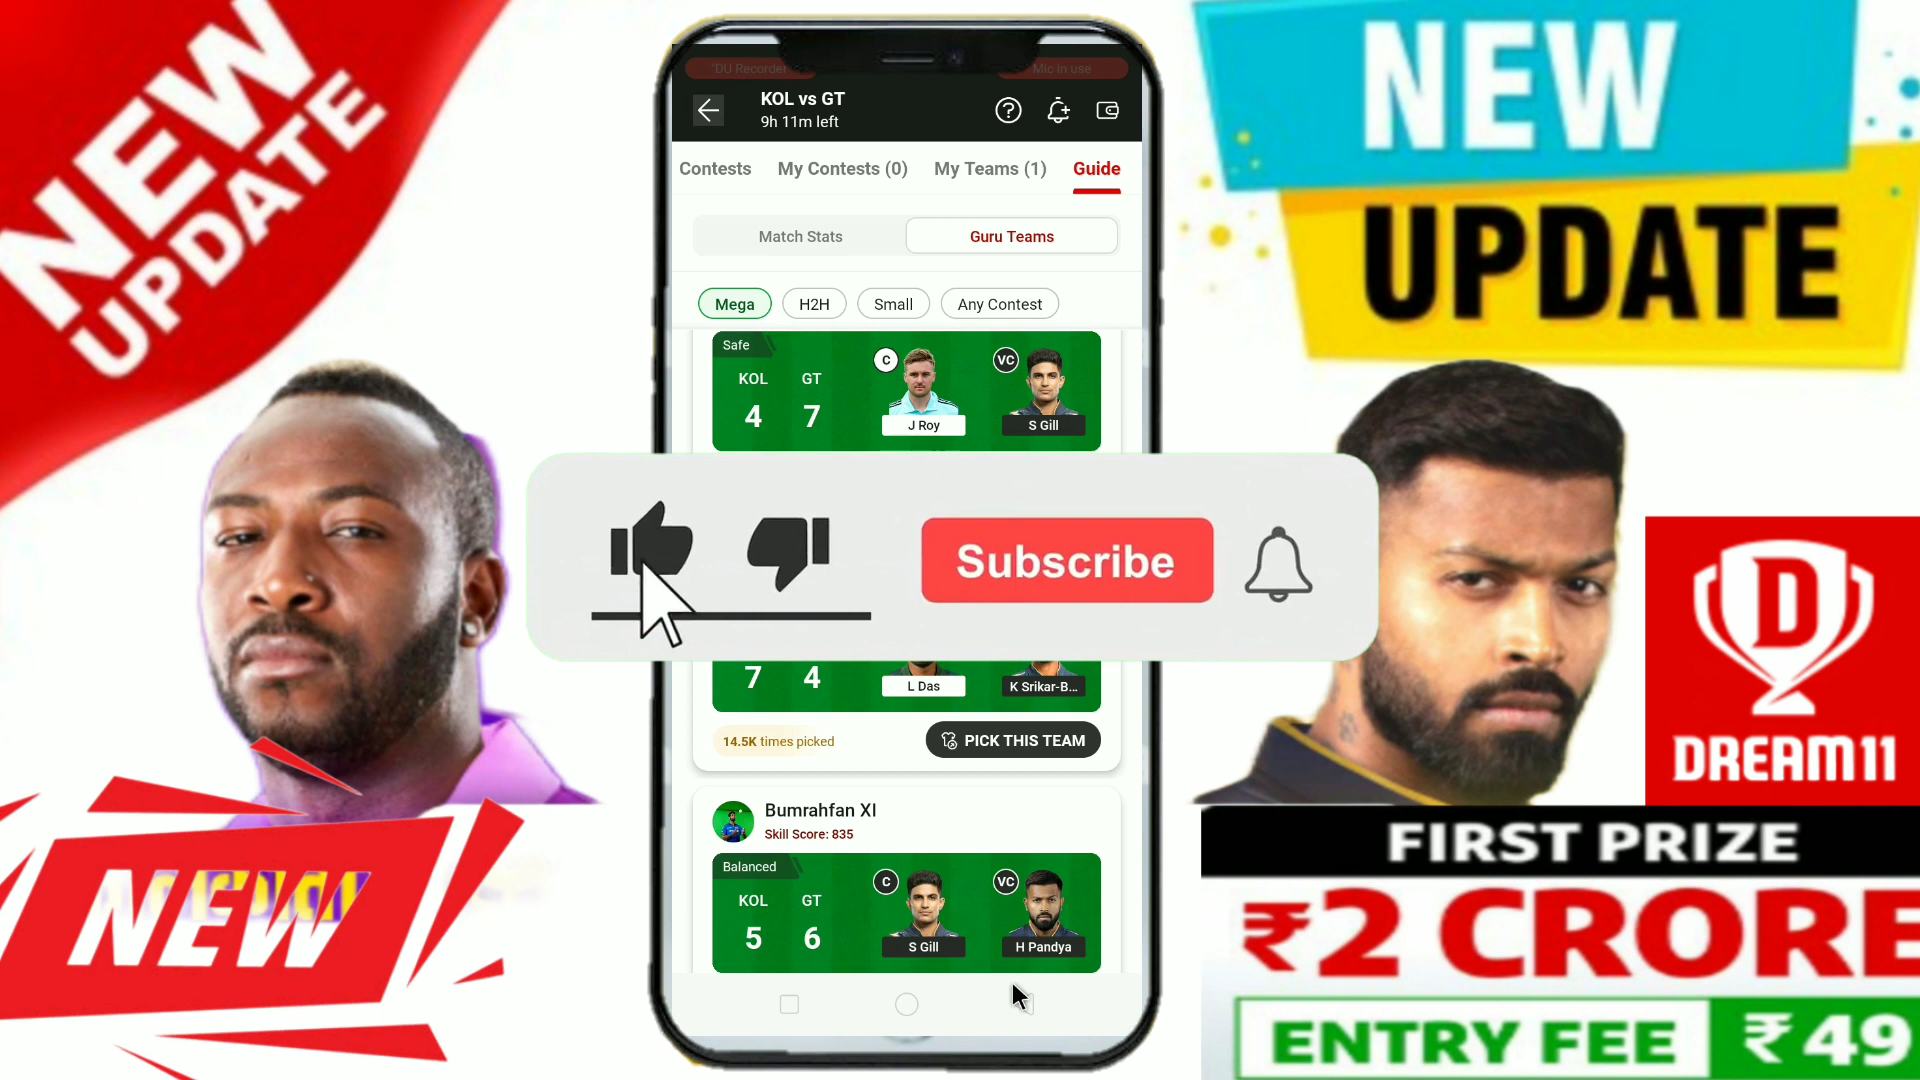 NEW
UPDATE
NEW
UPDATE
"DU Recorder
Mic in use
KOL vs GT
9h 11m left
Contests
My Contests (0)
My Teams (1)
Guide
Match Stats
Guru Teams
Mega
H2H
Small
Any Contest
Safe
KOL
GT
4
7
C
VC
J Roy
S Gill
Subscribe
7
4
L Das
K Srikar-B...
14.5K times picked
PICK THIS TEAM
Bumrahfan XI
Skill Score: 835
Balanced
KOL
GT
5
6
C
VC
S Gill
H Pandya
NEW
D
DREAM11
FIRST PRIZE
₹2 CRORE
ENTRY FEE ₹49